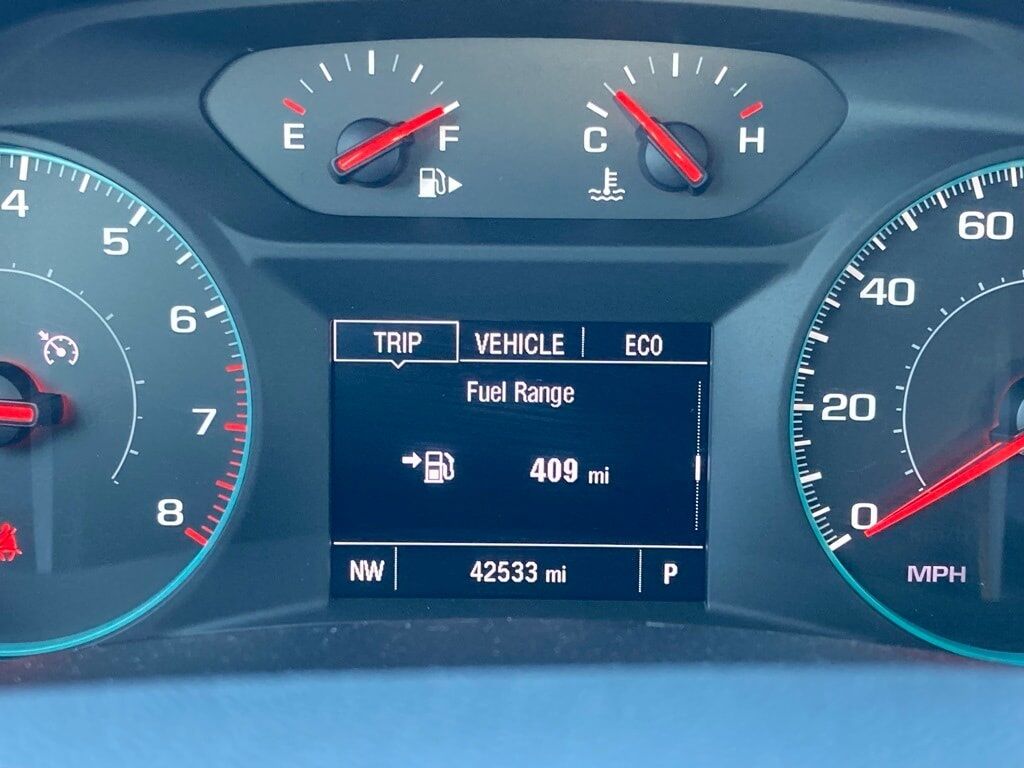 E F
C H
4
5
6
7
8
60
40
20
0
MPH
TRIP VEHICLE ECO
Fuel Range
409 mi
NW 42533 mi P